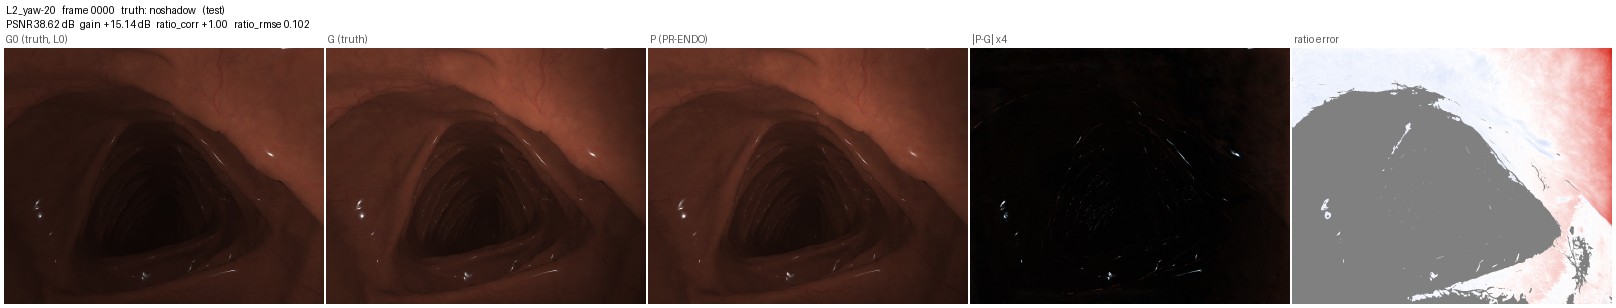 L2_yaw-20 frame 0000 truth: noshadow (test)
PSNR 38.62 dB gain +15.14 dB ratio_corr +1.00 ratio_rmse 0.102
G0 (truth, L0) G (truth) P (PR-ENDO) |P-G| x4 ratio error